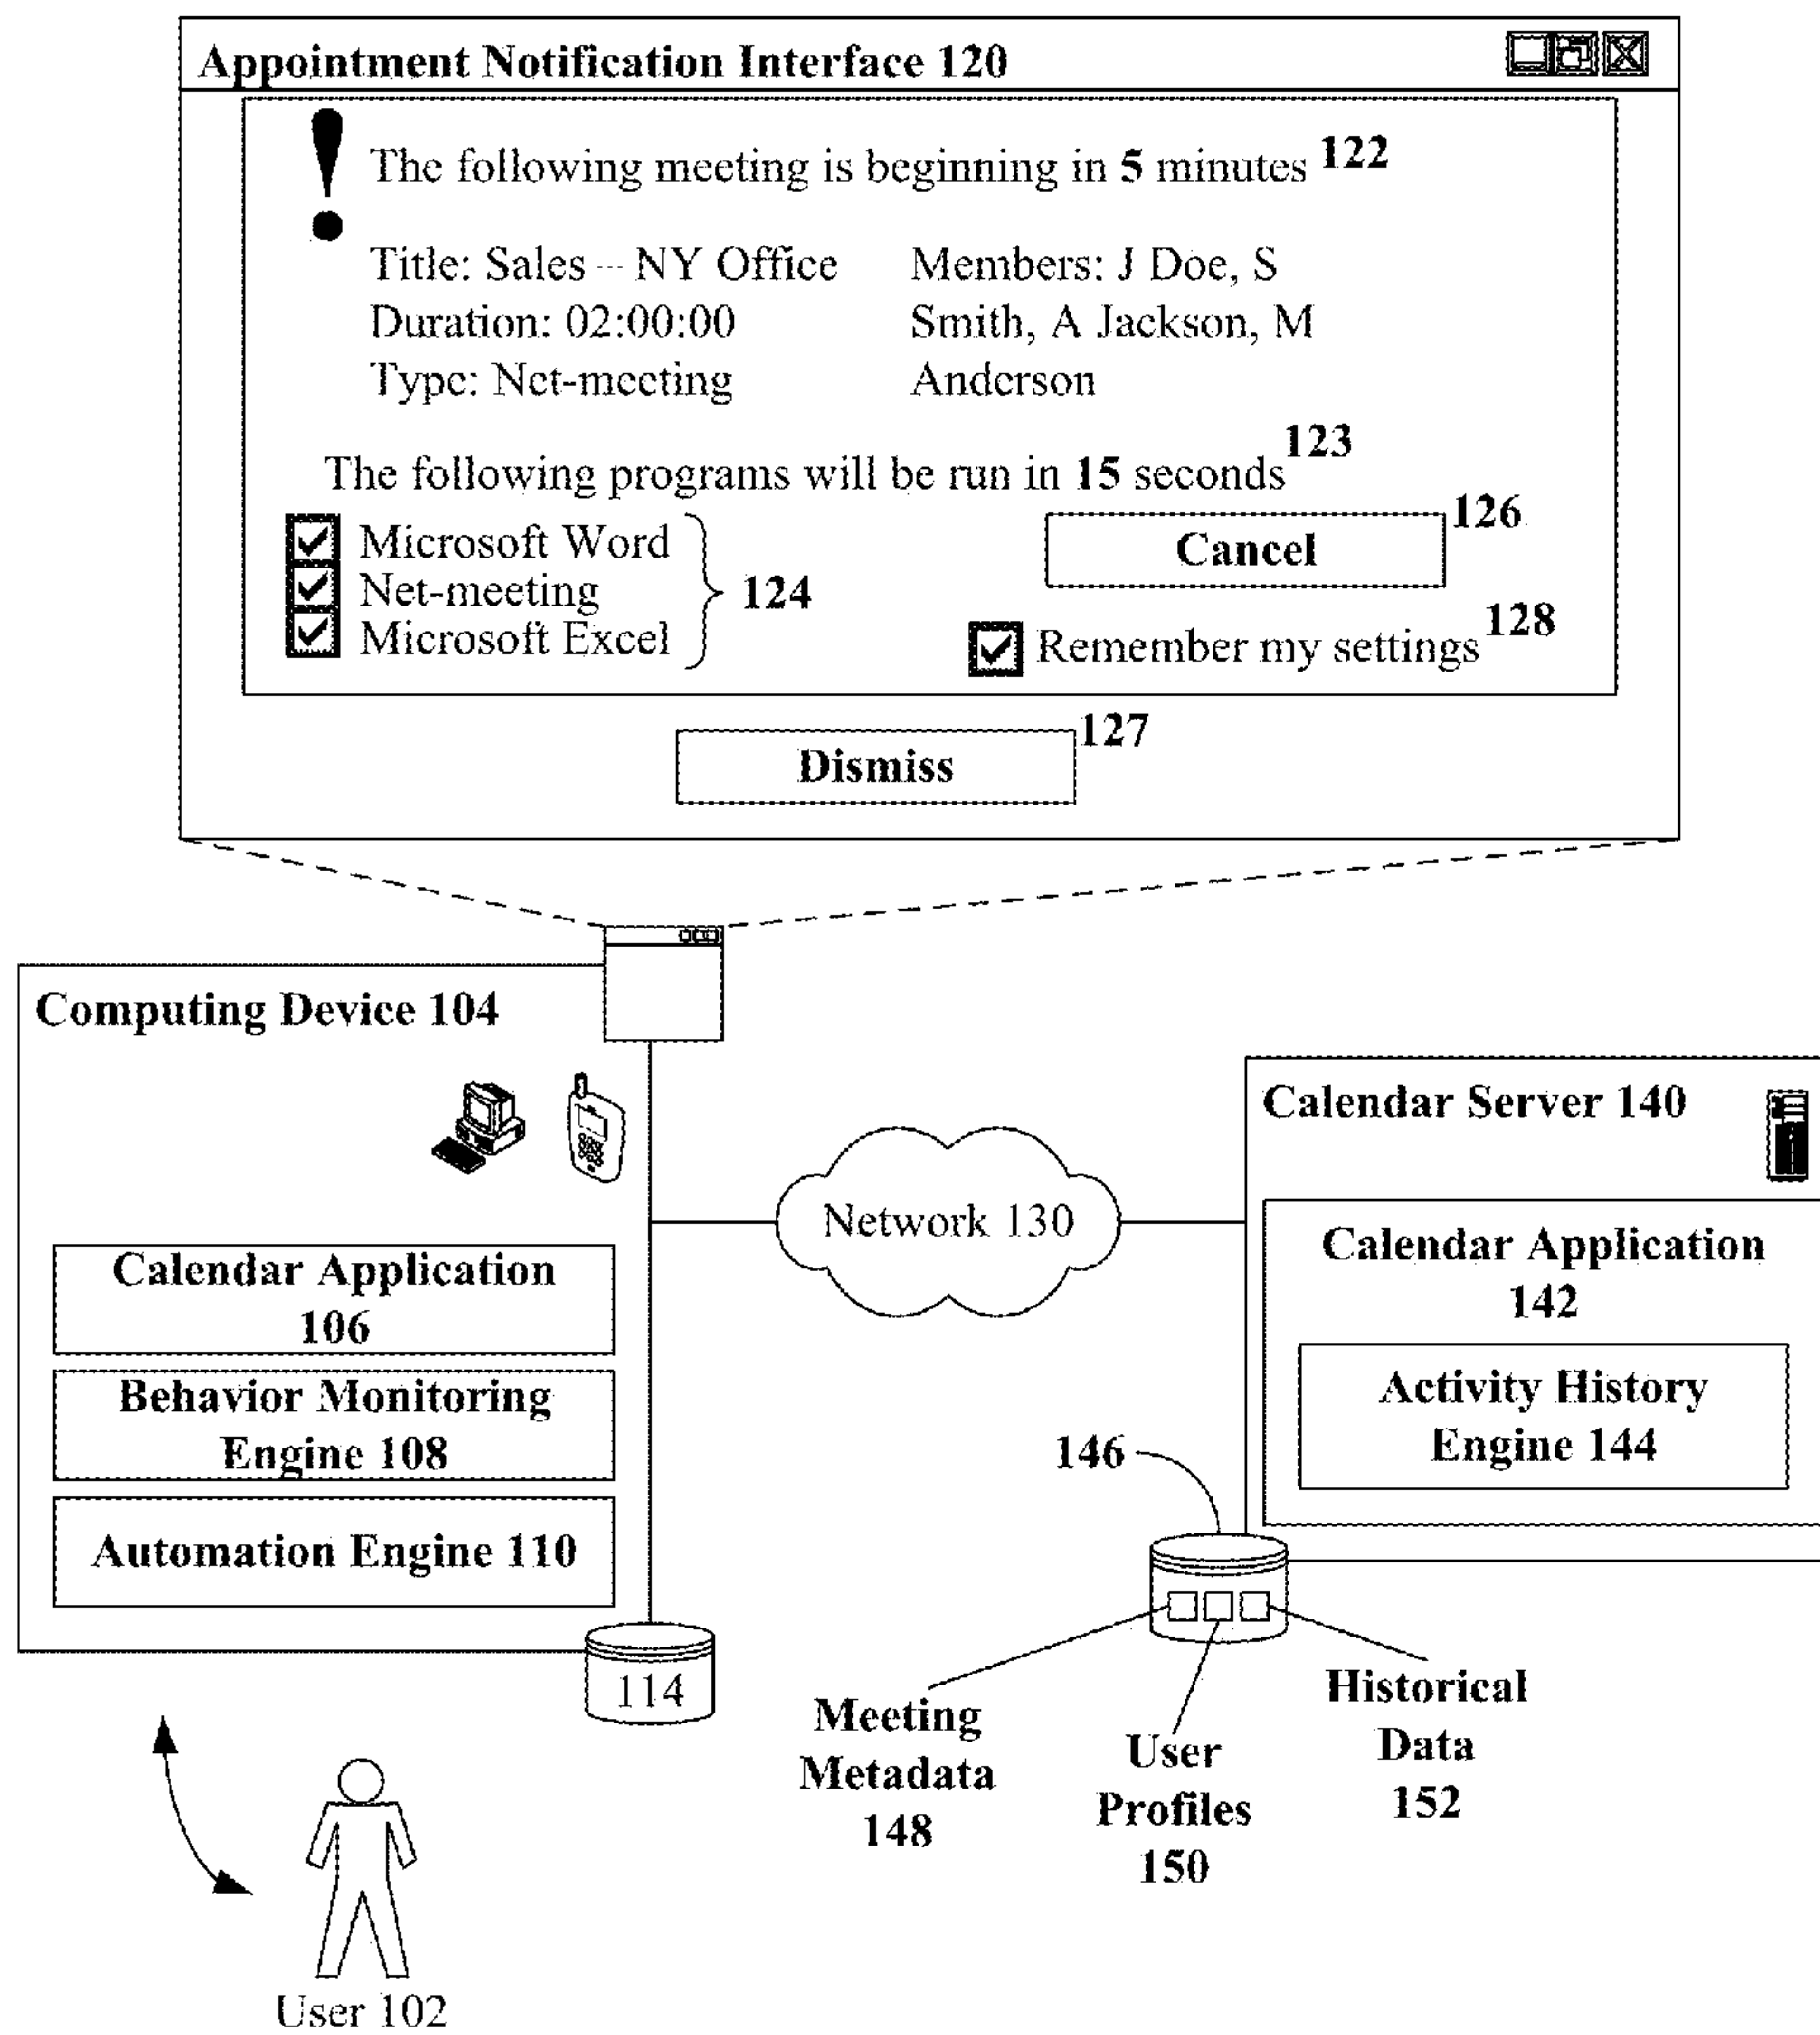 Appointment Notification Interface 120
The following meeting is beginning in 5 minutes 122
Title: Sales -- NY Office
Duration: 02:00:00
Type: Net-meeting
Members: J Doe, S
Smith, A Jackson, M
Anderson
The following programs will be run in 15 seconds 123
Microsoft Word
Net-meeting
Microsoft Excel
124
Cancel 126
Remember my settings 128
Dismiss 127
Computing Device 104
Calendar Application
106
Behavior Monitoring
Engine 108
Automation Engine 110
114
Network 130
Calendar Server 140
Calendar Application
142
Activity History
Engine 144
146
Meeting
Metadata
148
User
Profiles
150
Historical
Data
152
User 102